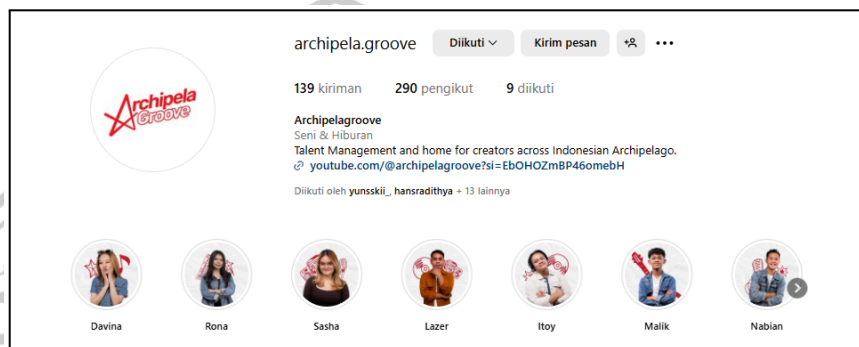 Archipela
Groove
archipela.groove Diikuti Kirim pesan
139 kiriman 290 pengikut 9 diikuti
Archipelagroove
Seni & Hiburan
Talent Management and home for creators across Indonesian Archipelago.
youtube.com/@archipelagroove?si=EbOHOZmBP46omebH
Diikuti oleh yunsskii_, hansradithya + 13 lainnya
Davina Rona Sasha Lazer Itoy Malik Nabian